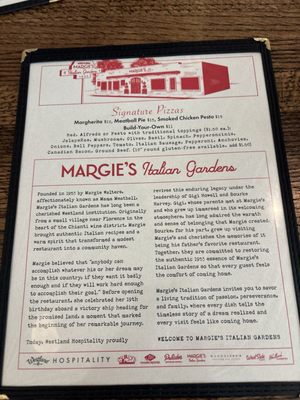 MARGIE'S
Italian Gardens
Signature Pizzas
Margherita $15, Meatball Pie $15, Smoked Chicken Pesto $15
Build-Your-Own $12
Red, Alfredo or Pesto with traditional toppings ($1.50 ea.):
Jalapeños, Mushrooms, Olives, Basil, Spinach, Pepperoncinis,
Onions, Bell Peppers, Tomato, Italian Sausage, Pepperoni, Anchovies,
Canadian Bacon, Ground Beef. (10" round gluten free available, add $1.50)
MARGIE'S Italian Gardens
Founded in 1953 by Margie Walters,
affectionately known as Mama Meatball,
Margie's Italian Gardens has long been a
cherished Westland institution. Originally
from a small village near Florence in the
heart of the Chianti wine district, Margie
brought authentic Italian recipes and a
warm spirit that transformed a modest
restaurant into a community haven.
Margie believed that "anybody can
accomplish whatever his or her dream may
be in this country if they want it badly
enough and if they will work hard enough
to accomplish their goal." Before opening
the restaurant, she celebrated her 19th
birthday aboard a victory ship heading for
the promised land, a moment that marked
the beginning of her remarkable journey.
Today, Westland Hospitality proudly
revives this enduring legacy under the
leadership of Gigi Howell and Bourke
Harvey. Gigi, whose parents met at Margie's
and who grew up immersed in its welcoming
atmosphere, has long admired the warmth
and sense of belonging that Margie created.
Bourke, for his part, grew up visiting
Margie's and cherishes the memories of it
being his father's favorite restaurant.
Together, they are committed to restoring
the authentic 1953 essence of Margie's
Italian Gardens so that every guest feels
the comfort of coming home.
Margie's Italian Gardens invites you to savor
a living tradition of passion, perseverance,
and family, where every dish tells the
timeless story of a dream realized and
every visit feels like coming home.
WELCOME TO MARGIE'S ITALIAN GARDENS
Westland HOSPITALITY
MARGIE'S